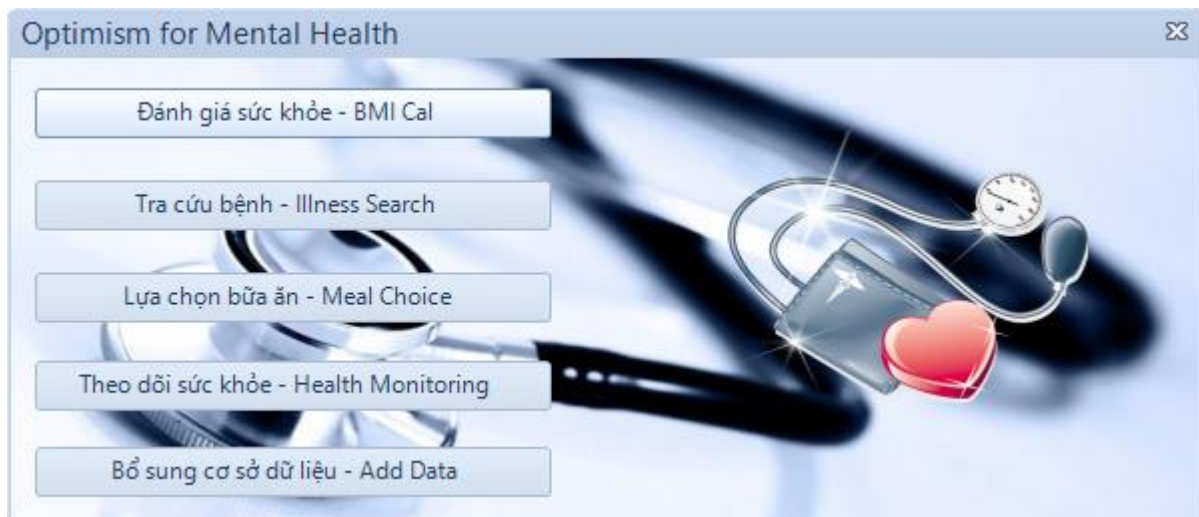 Optimism for Mental Health
Đánh giá sức khỏe - BMI Cal
Tra cứu bệnh - Illness Search
Lựa chọn bữa ăn - Meal Choice
Theo dõi sức khỏe - Health Monitoring
Bổ sung cơ sở dữ liệu - Add Data